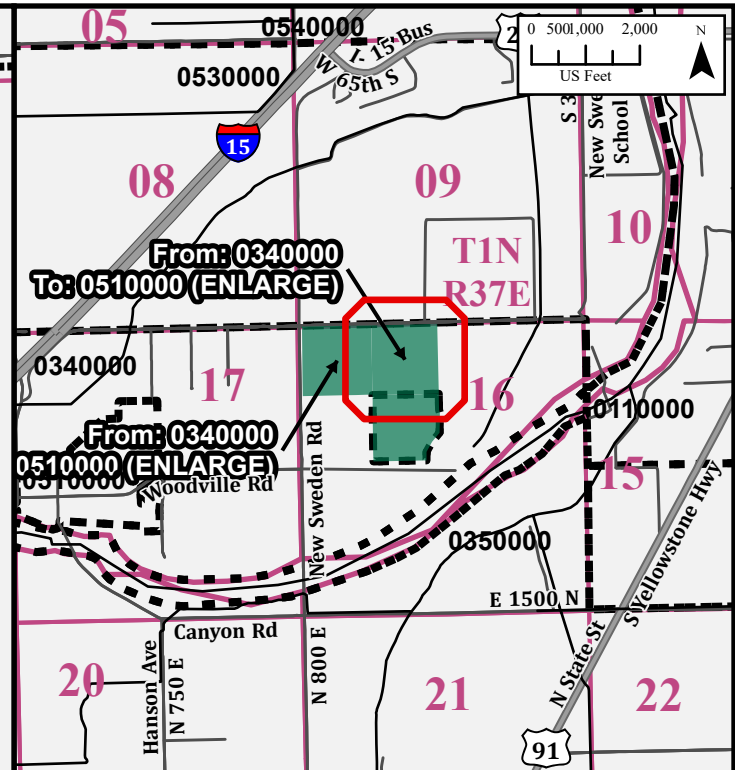 05
0540000
I- 15 Bus
2
0 500 1,000 2,000
US Feet
N
0530000
W 65th S
15
S 3
New Swe
School
08
09
10
From: 0340000
To: 0510000 (ENLARGE)
T1N
R37E
0340000
17
16
0110000
From: 0340000
0510000 (ENLARGE)
Woodville Rd
New Sweden Rd
15
0350000
S Yellowstone Hwy
E 1500 N
Canyon Rd
20
Hanson Ave
N 750 E
N 800 E
21
N State St
22
91